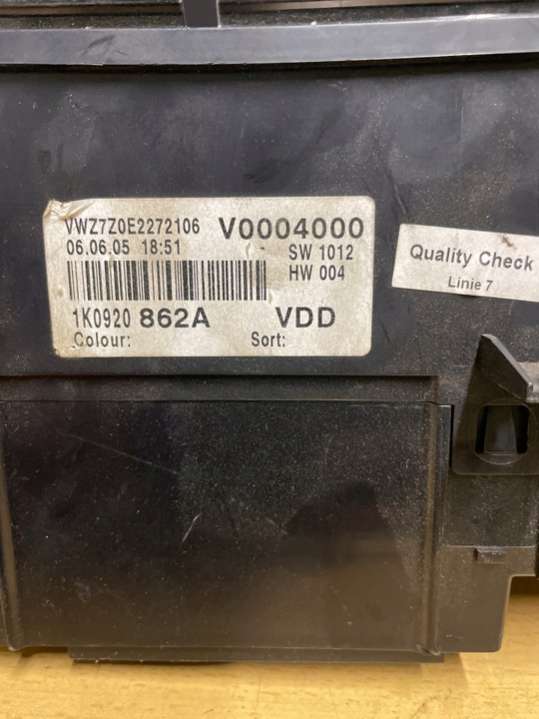 VWZ7Z0E2272106 V0004000
06.06.05 18:51 SW 1012
HW 004
1K0920 862A VDD
Colour: Sort:
Quality Check
Linie 7